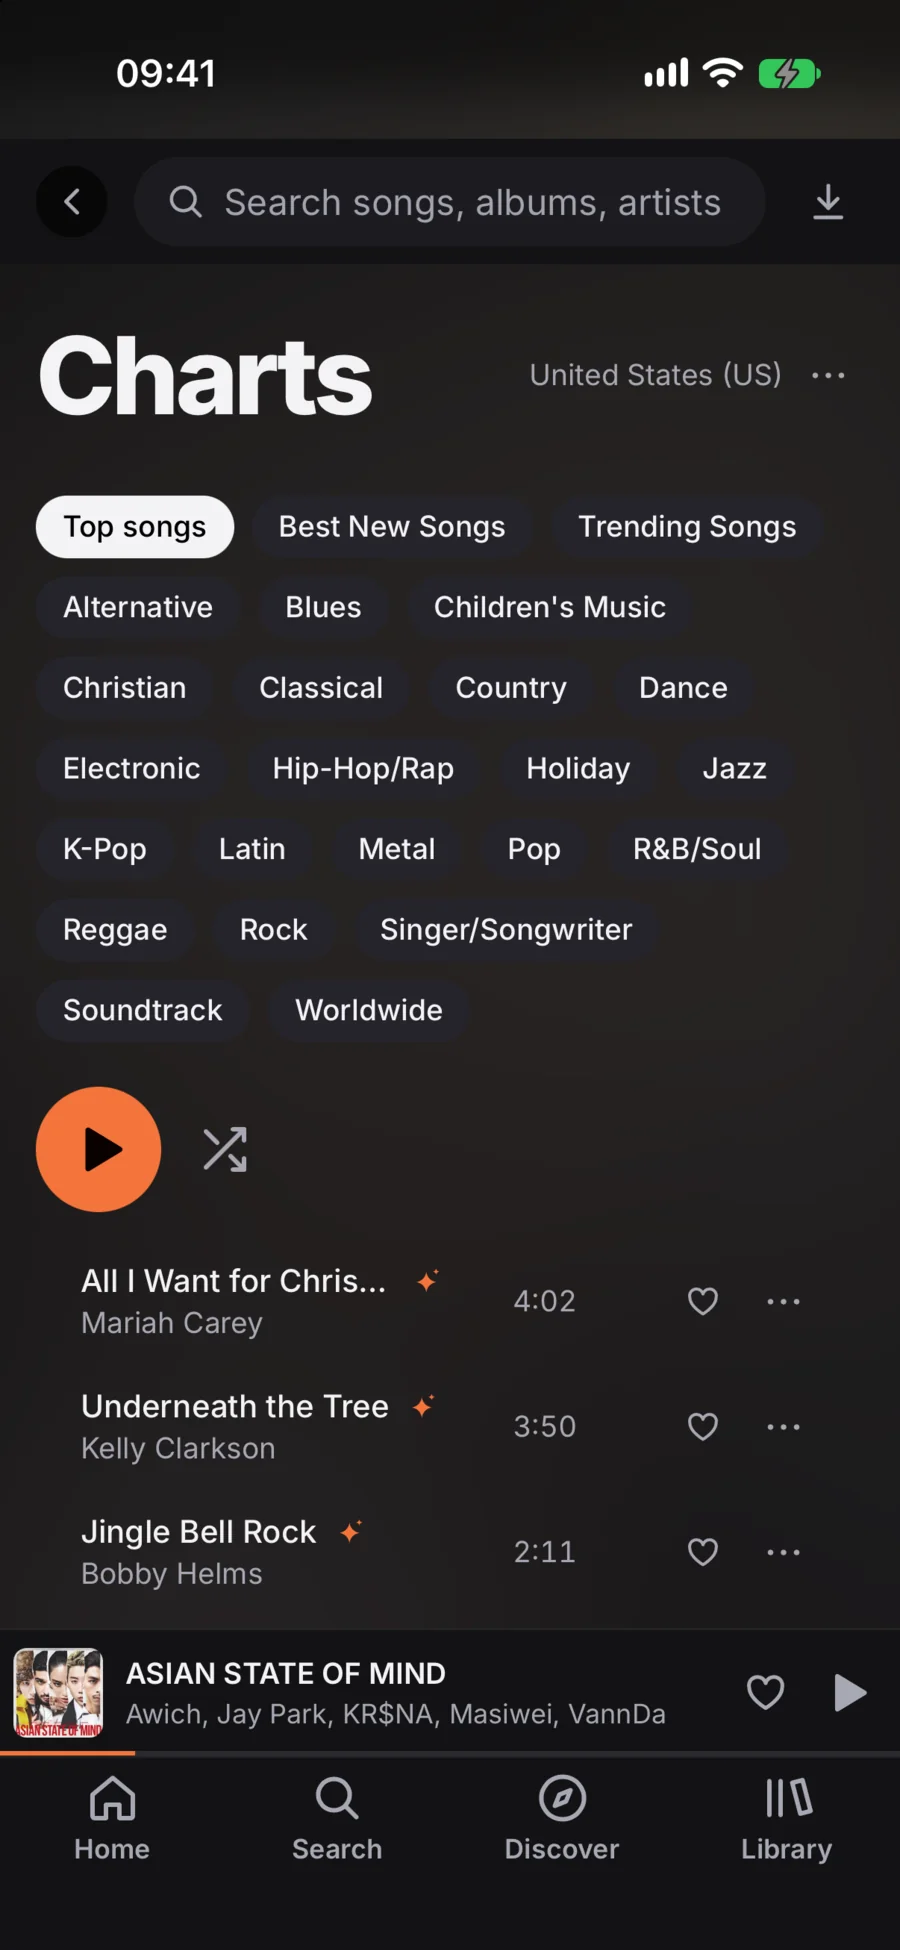 09:41
Search songs, albums, artists
Charts
United States (US)
Top songs
Best New Songs
Trending Songs
Alternative
Blues
Children's Music
Christian
Classical
Country
Dance
Electronic
Hip-Hop/Rap
Holiday
Jazz
K-Pop
Latin
Metal
Pop
R&B/Soul
Reggae
Rock
Singer/Songwriter
Soundtrack
Worldwide
All I Want for Chris...
Mariah Carey
4:02
Underneath the Tree
Kelly Clarkson
3:50
Jingle Bell Rock
Bobby Helms
2:11
ASIAN STATE OF MIND
ASIAN STATE OF MIND
Awich, Jay Park, KR$NA, Masiwei, VannDa
Home
Search
Discover
Library